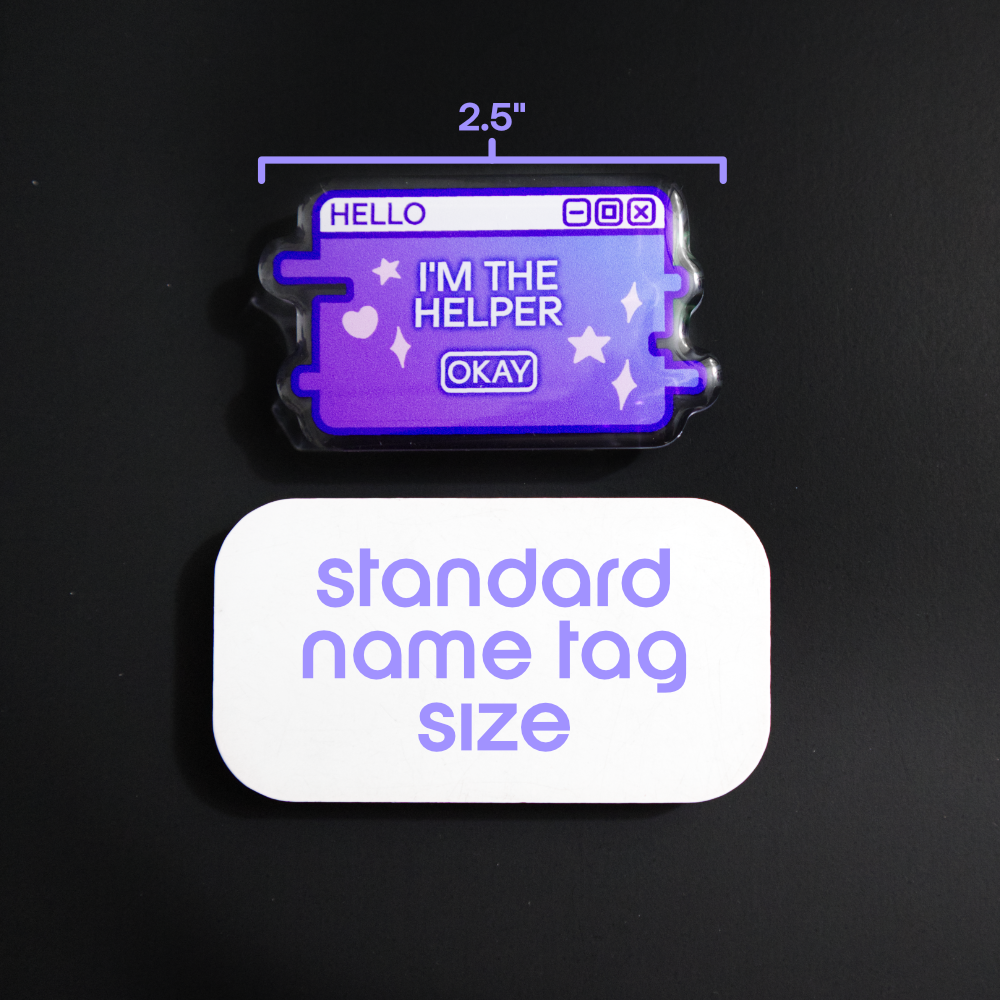 2.5"
HELLO
I'M THE
HELPER
OKAY
standard
name tag
size